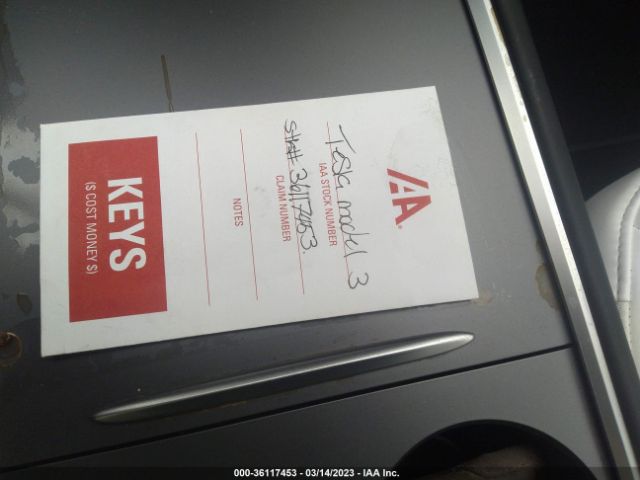 IAA
Tesla model 3
IAA STOCK NUMBER
Stk# 36117453.
CLAIM NUMBER
NOTES
KEYS
($ COST MONEY $)
000-36117453 - 03/14/2023 - IAA Inc.